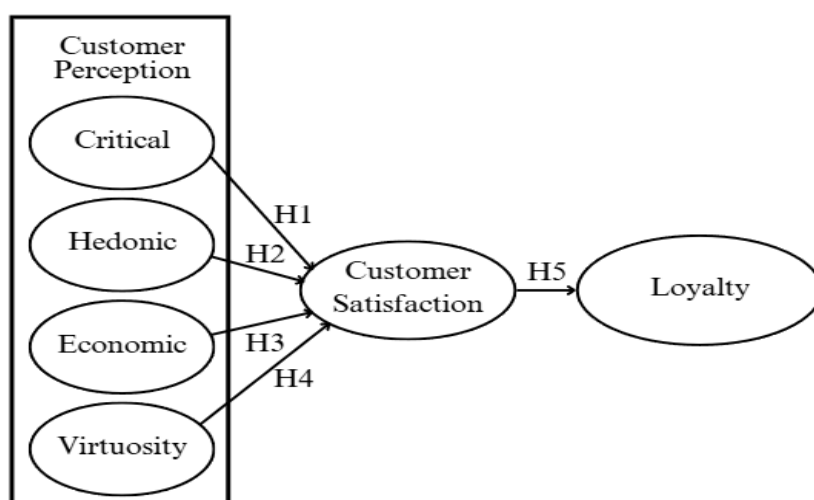 Customer
Perception
Critical
Hedonic
Economic
Virtuosity
H1
H2
H3
H4
Customer
Satisfaction
H5
Loyalty